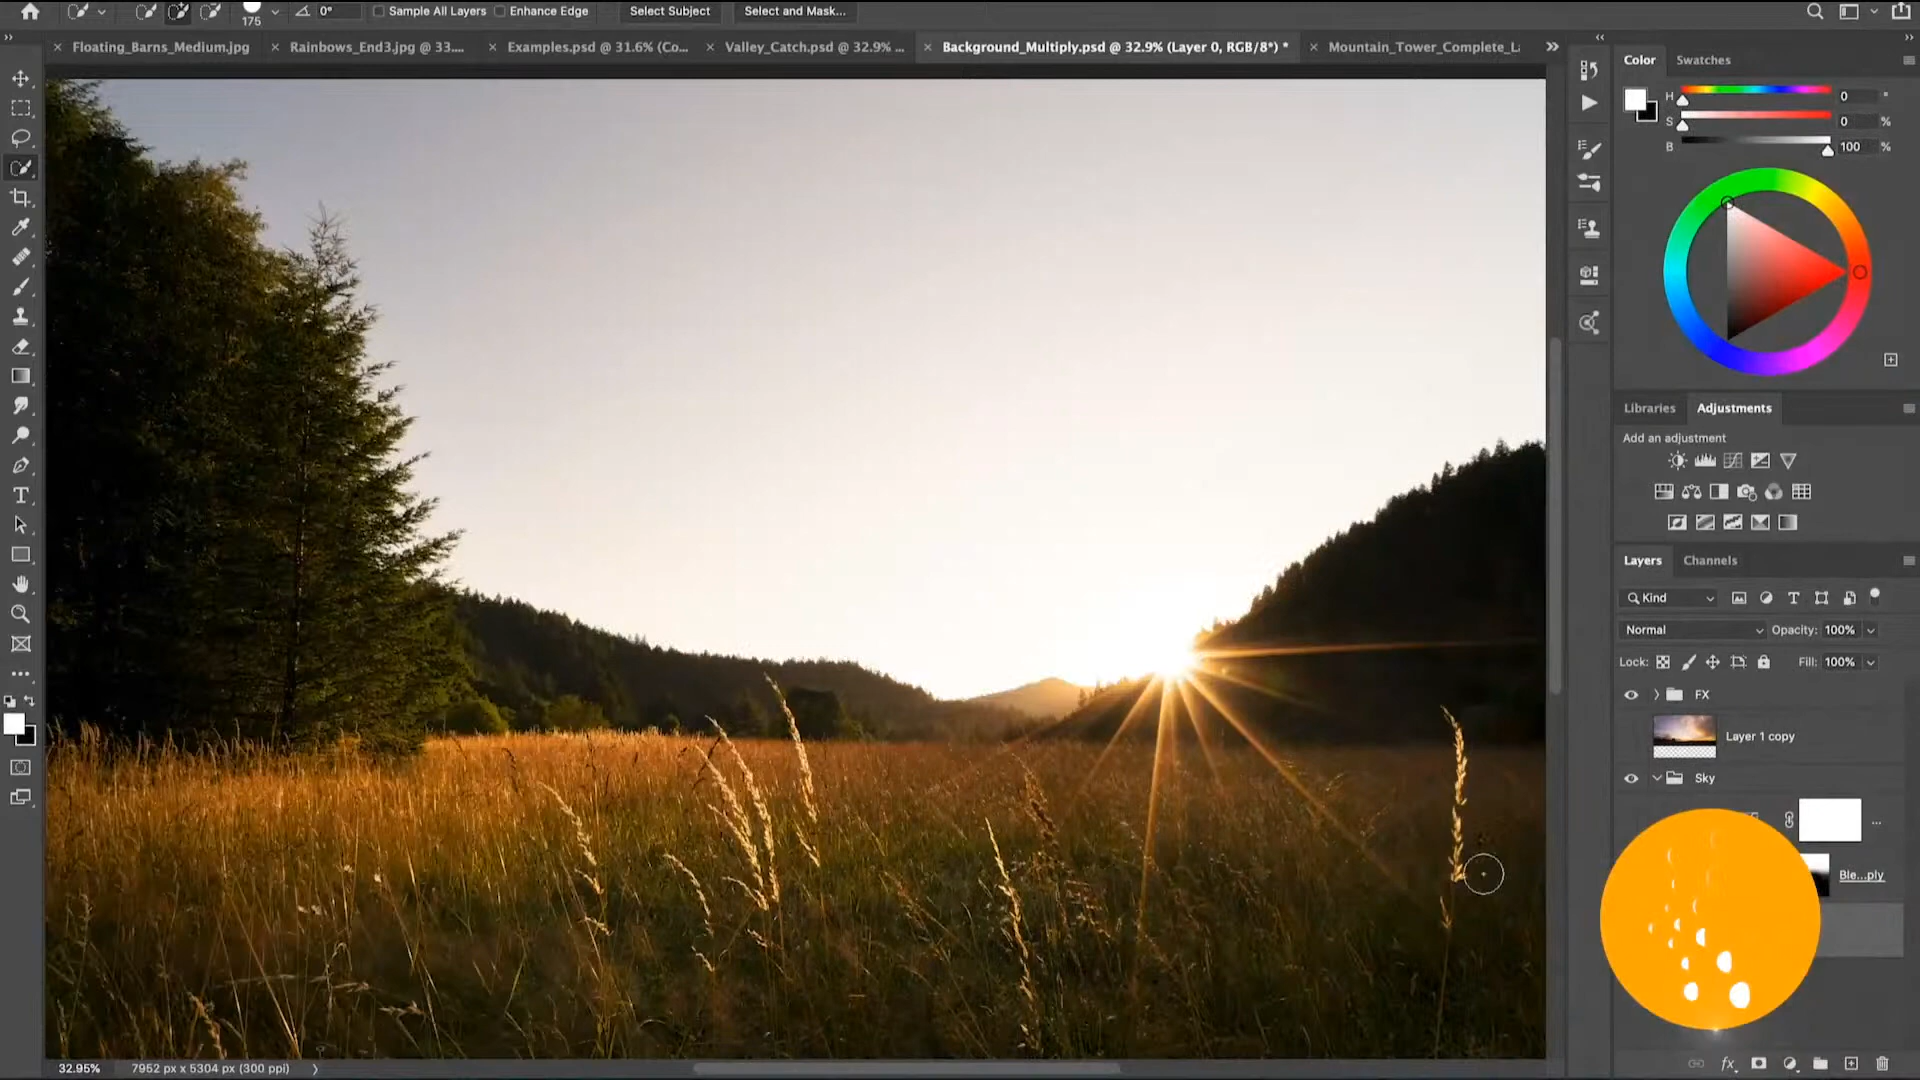 175 0° Sample All Layers Enhance Edge Select Subject Select and Mask...
Floating_Barns_Medium.jpg Rainbows_End3.jpg @ 33.... Examples.psd @ 31.6% (Co... Valley_Catch.psd @ 32.9% ... Background_Multiply.psd @ 32.9% (Layer 0, RGB/8*) * Mountain_Tower_Complete_La
Color Swatches
H 0 °
S 0 %
B 100 %
Libraries Adjustments
Add an adjustment
Layers Channels
Kind
Normal Opacity: 100%
Lock: Fill: 100%
FX
Layer 1 copy
Sky
...
Ble...ply
fx
32.95% 7952 px x 5304 px (300 ppi)